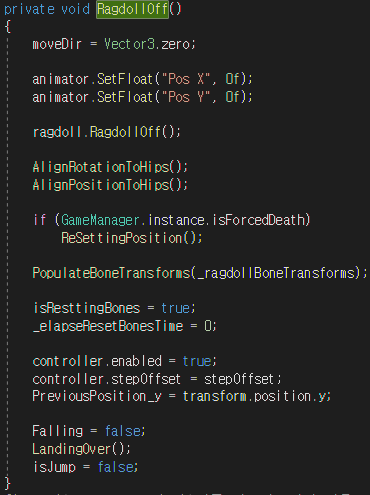 private void RagdollOff()
{
moveDir = Vector3.zero;
animator.SetFloat("Pos X", 0f);
animator.SetFloat("Pos Y", 0f);
ragdoll.RagdollOff();
AlignRotationToHips();
AlignPositionToHips();
if (GameManager.instance.isForcedDeath)
ReSettingPosition();
PopulateBoneTransforms(_ragdollBoneTransforms);
isResttingBones = true;
_elapseResetBonesTime = 0;
controller.enabled = true;
controller.stepOffset = stepOffset;
PreviousPosition_y = transform.position.y;
Falling = false;
LandingOver();
isJump = false;
}